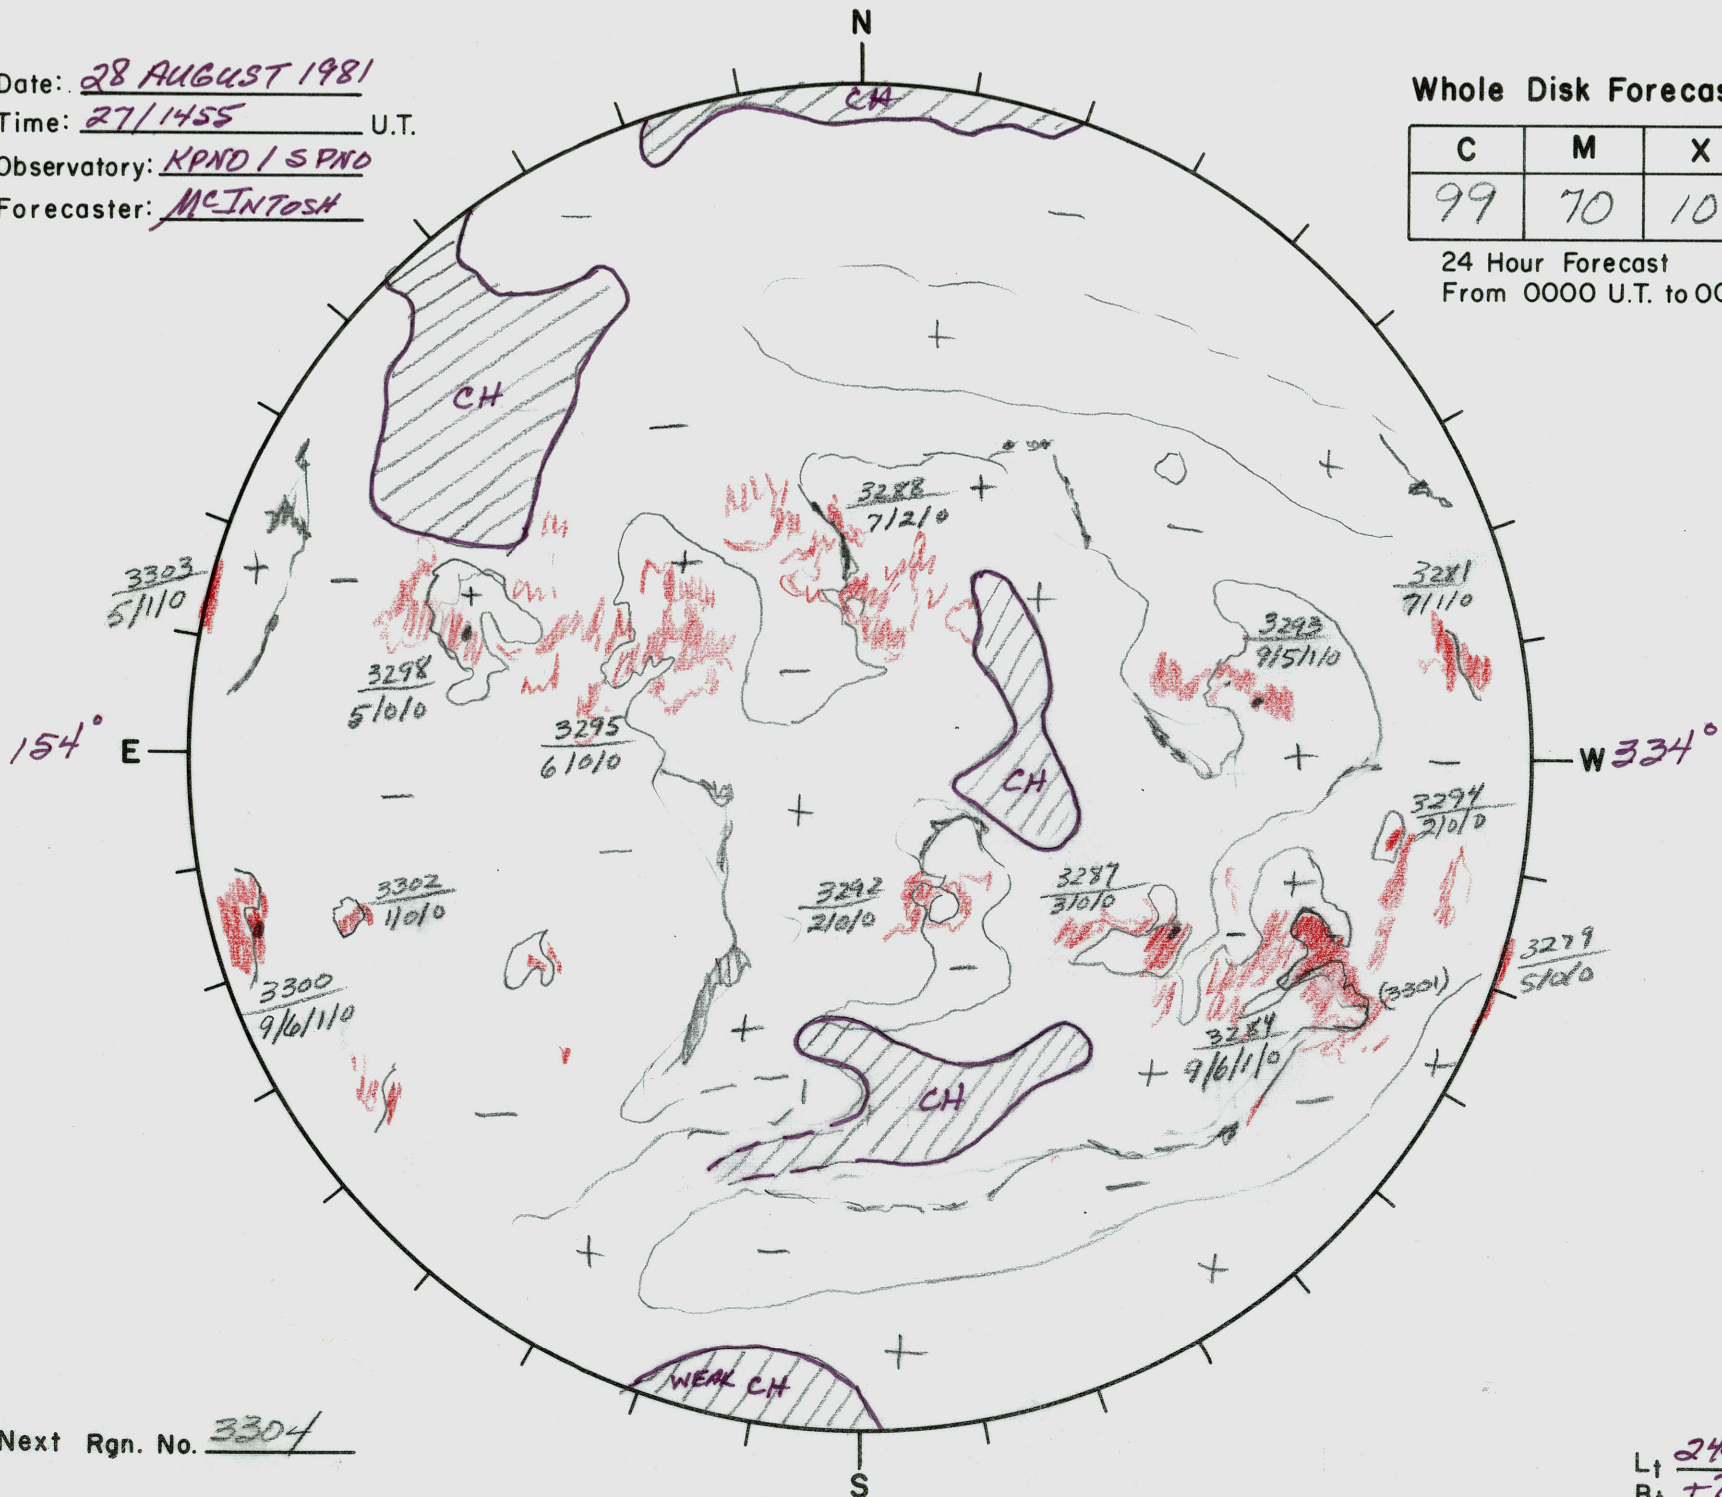 N
Date: 28 AUGUST 1981
Time: 27/1455 U.T.
Observatory: KPNO / SPNO
Forecaster: McINTOSH
Whole Disk Forecas
C M X
99 70 10
24 Hour Forecast
From 0000 U.T. to 00
CH
CH
+
+
+
3288
7/2/0
+
3303
5/1/0
+
+
+
+
3281
7/1/0
3293
9/5/1/0
3298
5/0/0
3295
6/0/0
154° E
W 334°
+
CH
+
3294
2/0/0
3302
1/0/0
3292
2/0/0
3287
3/0/0
+
3300
9/6/1/0
3279
5/0/0
(3301)
3284
9/6/1/0
+
+
+
CH
+
+
+
WEAK CH
Next Rgn. No. 3304
S
Lt 24